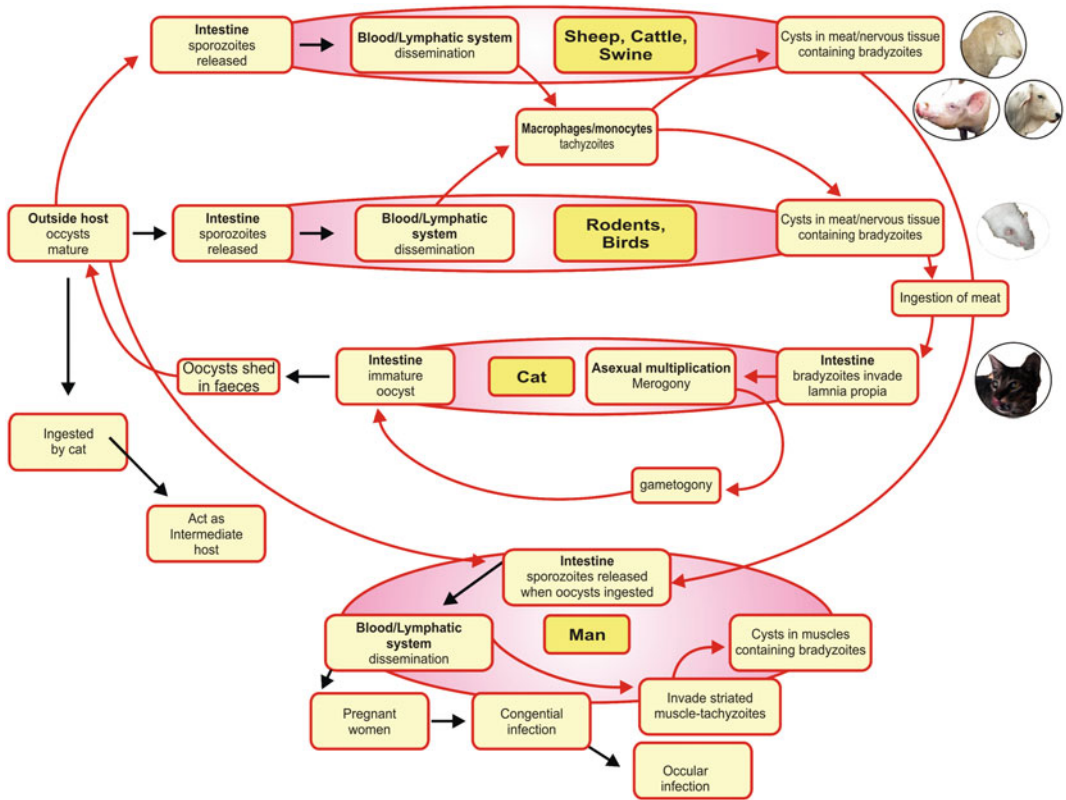 Intestine
sporozoites
released
Blood/Lymphatic system
dissemination
Sheep, Cattle,
Swine
Cysts in meat/nervous tissue
containing bradyzoites
Macrophages/monocytes
tachyzoites
Outside host
occysts
mature
Intestine
sporozoites
released
Blood/Lymphatic
system
dissemination
Rodents,
Birds
Cysts in meat/nervous tissue
containing bradyzoites
Ingestion of meat
Oocysts shed
in faeces
Intestine
immature
oocyst
Cat
Asexual multiplication
Merogony
Intestine
bradyzoites invade
lamnia propia
Ingested
by cat
gametogony
Act as
Intermediate
host
Intestine
sporozoites released
when oocysts ingested
Blood/Lymphatic
system
dissemination
Man
Cysts in muscles
containing bradyzoites
Pregnant
women
Congential
infection
Invade striated
muscle-tachyzoites
Occular
infection